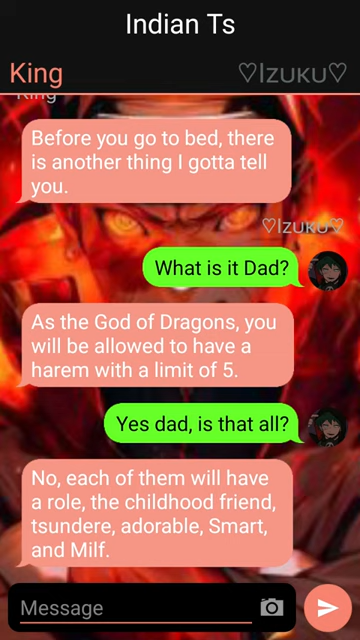 Indian Ts
King ♡Izuku♡
King
Before you go to bed, there
is another thing I gotta tell
you.
♡Izuku♡
What is it Dad?
As the God of Dragons, you
will be allowed to have a
harem with a limit of 5.
Yes dad, is that all?
No, each of them will have
a role, the childhood friend,
tsundere, adorable, Smart,
and Milf.
Message